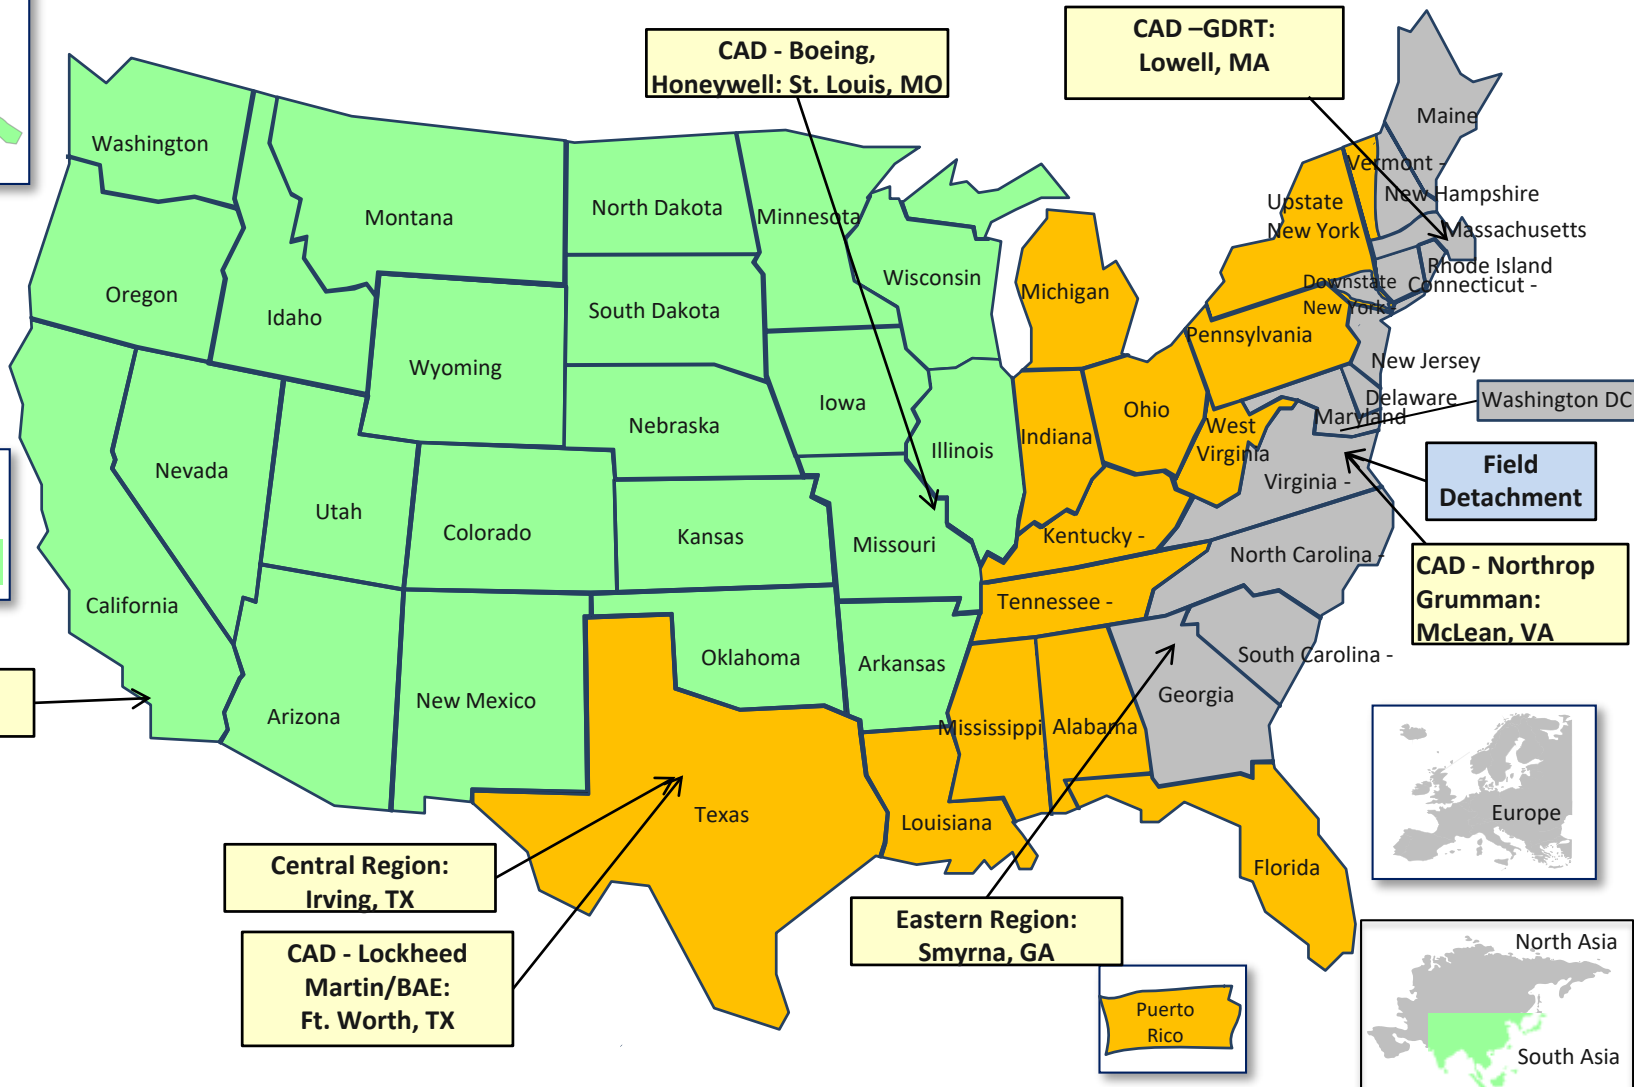 CAD - Boeing,
Honeywell: St. Louis, MO
CAD –GDRT:
Lowell, MA
Washington
Oregon
California
Nevada
Idaho
Montana
Wyoming
Utah
Arizona
Colorado
New Mexico
North Dakota
South Dakota
Nebraska
Kansas
Oklahoma
Texas
Minnesota
Iowa
Missouri
Arkansas
Louisiana
Wisconsin
Illinois
Michigan
Indiana
Ohio
Kentucky -
Tennessee -
Mississippi
Alabama
Georgia
Florida
South Carolina -
North Carolina -
Virginia -
West
Virginia
Pennsylvania
Upstate
New York
Downstate
New York -
Vermont -
New Hampshire
Maine
Massachusetts
Rhode Island
Connecticut -
New Jersey
Delaware
Maryland
Washington DC
Field
Detachment
CAD - Northrop
Grumman:
McLean, VA
Central Region:
Irving, TX
CAD - Lockheed
Martin/BAE:
Ft. Worth, TX
Eastern Region:
Smyrna, GA
Puerto
Rico
Europe
North Asia
South Asia